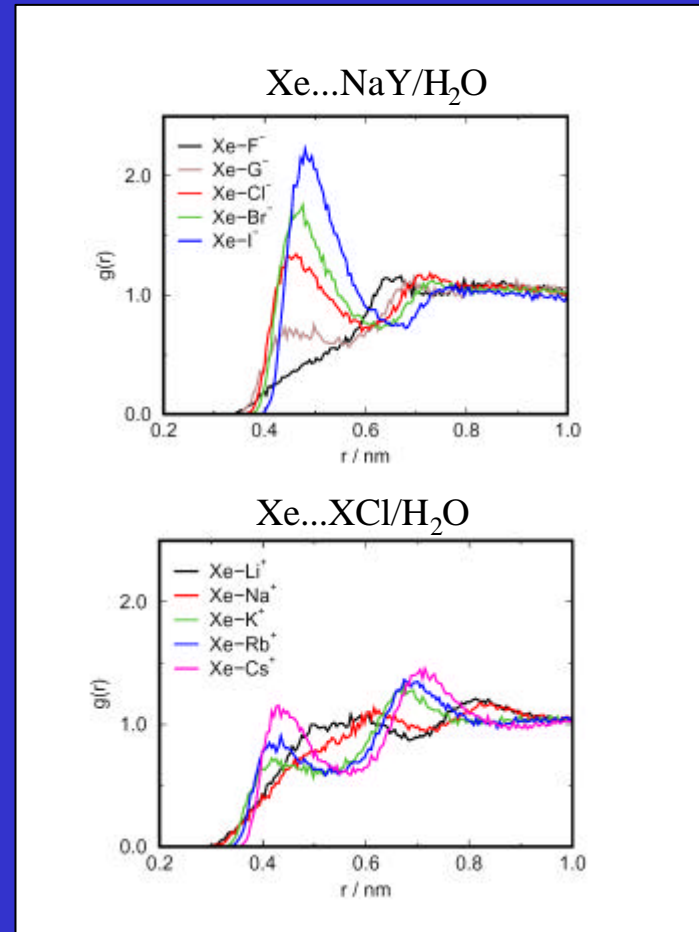 Xe...NaY/H₂O
2.0
1.0
0.0
g(r)
Xe−F⁻
Xe−G⁻
Xe−Cl⁻
Xe−Br⁻
Xe−I⁻
0.2 0.4 0.6 0.8 1.0
r / nm
Xe...XCl/H₂O
2.0
1.0
0.0
g(r)
Xe−Li⁺
Xe−Na⁺
Xe−K⁺
Xe−Rb⁺
Xe−Cs⁺
0.2 0.4 0.6 0.8 1.0
r / nm